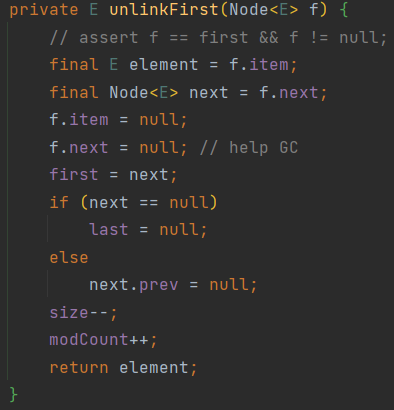 private E unlinkFirst(Node<E> f) {
// assert f == first && f != null;
final E element = f.item;
final Node<E> next = f.next;
f.item = null;
f.next = null; // help GC
first = next;
if (next == null)
last = null;
else
next.prev = null;
size--;
modCount++;
return element;
}